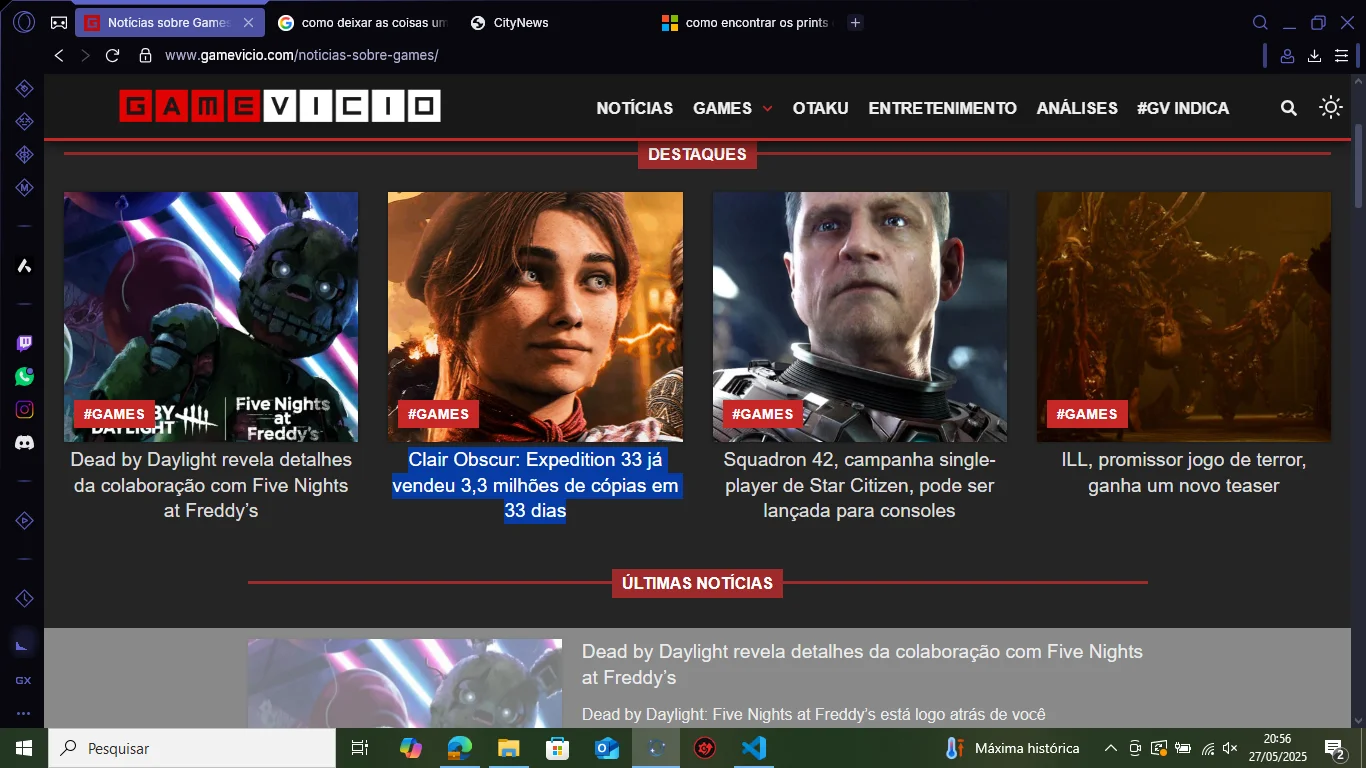 Notícias sobre Games
como deixar as coisas um
CityNews
como encontrar os prints
www.gamevicio.com/noticias-sobre-games/
GAMEVICIO
NOTÍCIAS
GAMES
OTAKU
ENTRETENIMENTO
ANÁLISES
#GV INDICA
DESTAQUES
#GAMES
BY
DAYLIGHT
Five Nights
at
Freddy's
#GAMES
#GAMES
#GAMES
Dead by Daylight revela detalhes
da colaboração com Five Nights
at Freddy’s
Clair Obscur: Expedition 33 já
vendeu 3,3 milhões de cópias em
33 dias
Squadron 42, campanha single-
player de Star Citizen, pode ser
lançada para consoles
ILL, promissor jogo de terror,
ganha um novo teaser
ÚLTIMAS NOTÍCIAS
Dead by Daylight revela detalhes da colaboração com Five Nights
at Freddy’s
Dead by Daylight: Five Nights at Freddy’s está logo atrás de você
GX
Pesquisar
Máxima histórica
20:56
27/05/2025
2